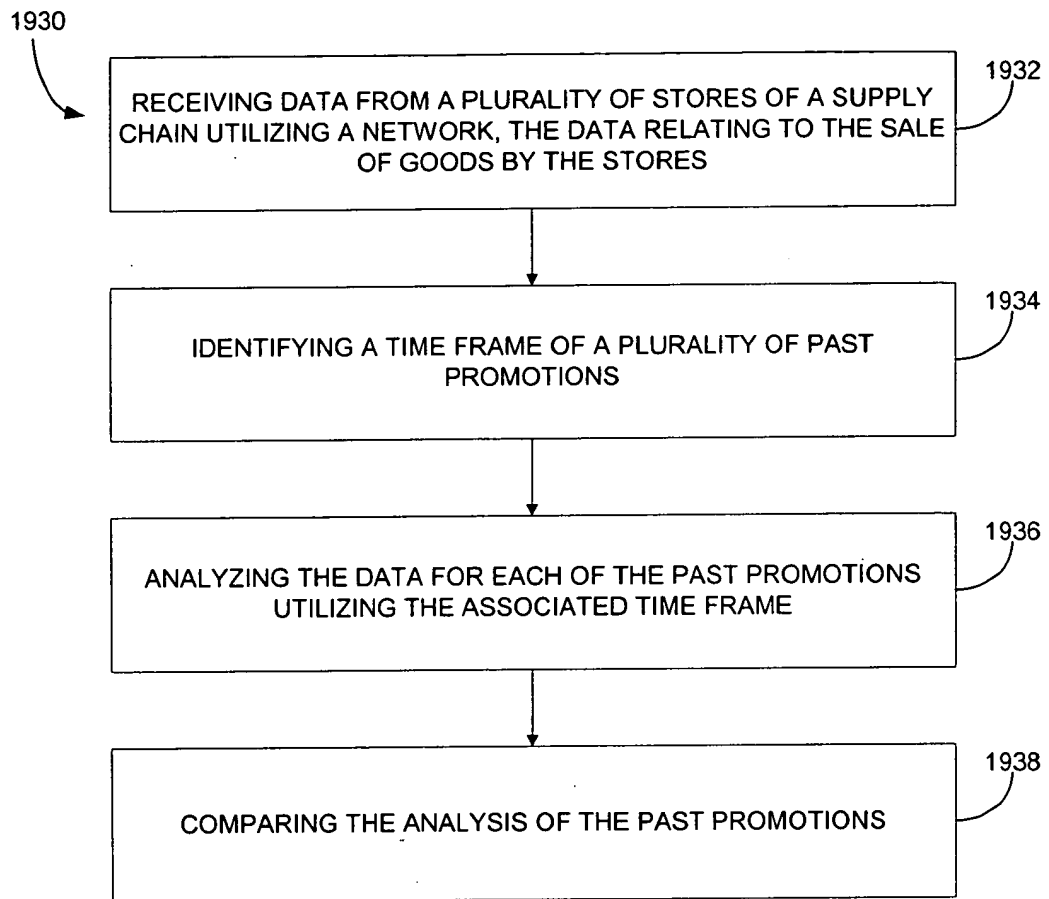 1930
1932
RECEIVING DATA FROM A PLURALITY OF STORES OF A SUPPLY
CHAIN UTILIZING A NETWORK, THE DATA RELATING TO THE SALE
OF GOODS BY THE STORES
1934
IDENTIFYING A TIME FRAME OF A PLURALITY OF PAST
PROMOTIONS
1936
ANALYZING THE DATA FOR EACH OF THE PAST PROMOTIONS
UTILIZING THE ASSOCIATED TIME FRAME
1938
COMPARING THE ANALYSIS OF THE PAST PROMOTIONS